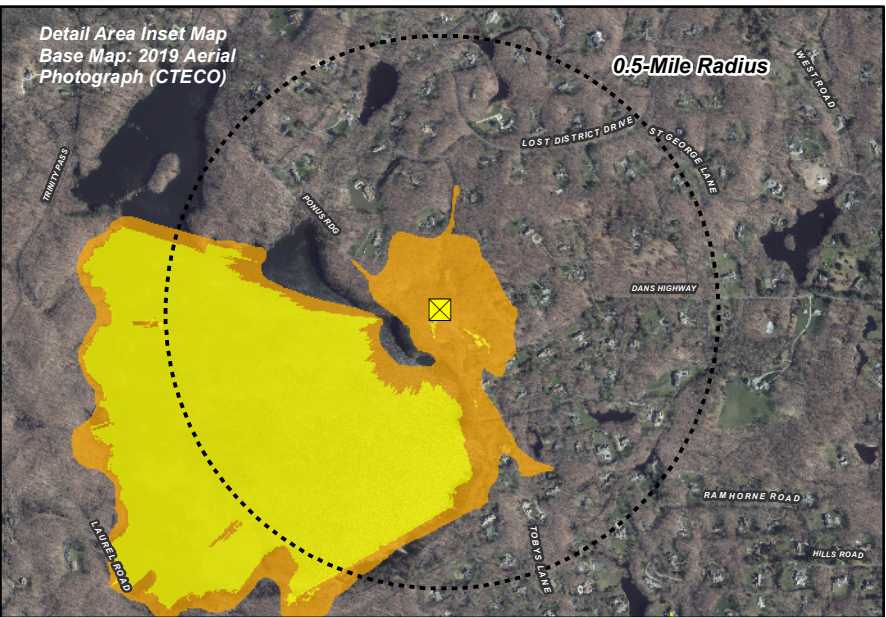 Detail Area Inset Map
Base Map: 2019 Aerial
Photograph (CTECO)
0.5-Mile Radius
WEST ROAD
LOST DISTRICT DRIVE
ST GEORGE LANE
TRINITY PASS
PONUS RDG
DANS HIGHWAY
RAMHORNE ROAD
LAUREL ROAD
TOBYS LANE
HILLS ROAD